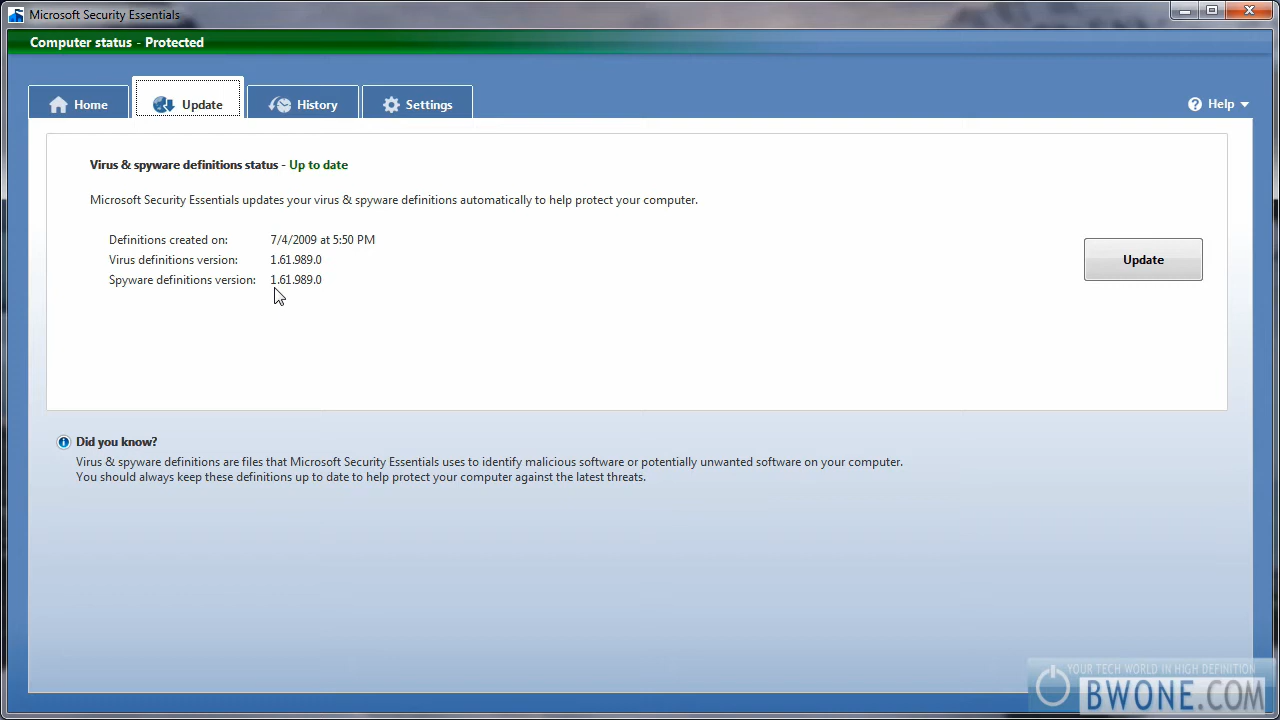 Microsoft Security Essentials
Computer status - Protected
Home
Update
History
Settings
Help
Virus & spyware definitions status - Up to date
Microsoft Security Essentials updates your virus & spyware definitions automatically to help protect your computer.
Definitions created on: 7/4/2009 at 5:50 PM
Virus definitions version: 1.61.989.0
Spyware definitions version: 1.61.989.0
Update
Did you know?
Virus & spyware definitions are files that Microsoft Security Essentials uses to identify malicious software or potentially unwanted software on your computer.
You should always keep these definitions up to date to help protect your computer against the latest threats.
YOUR TECH WORLD IN HIGH DEFINITION
BWONE.COM